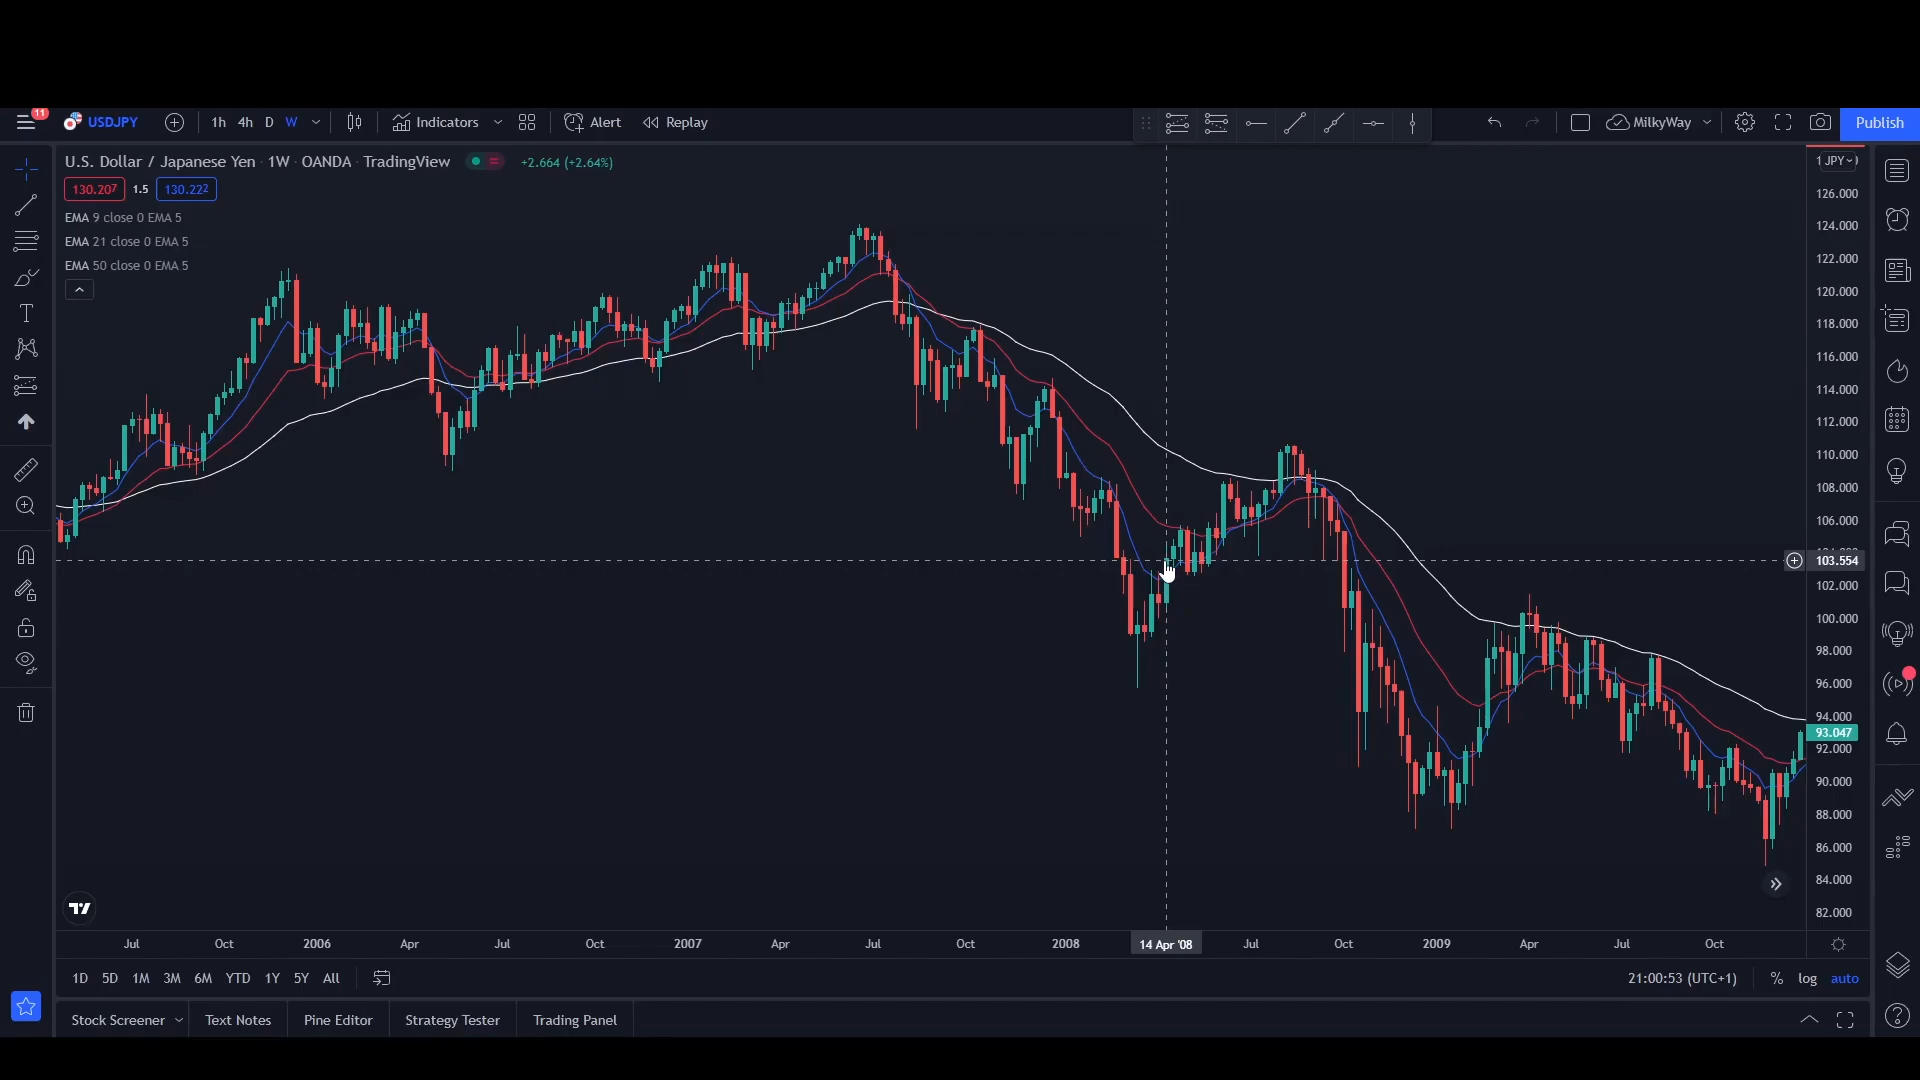 11
USDJPY
1h 4h D W
Indicators
Alert
Replay
MilkyWay
Publish
U.S. Dollar / Japanese Yen · 1W · OANDA · TradingView
+2.664 (+2.64%)
130.207 1.5 130.222
EMA 9 close 0 EMA 5
EMA 21 close 0 EMA 5
EMA 50 close 0 EMA 5
JPY
126.000
124.000
122.000
120.000
118.000
116.000
114.000
112.000
110.000
108.000
106.000
103.554
102.000
100.000
98.000
96.000
94.000
93.047
92.000
90.000
88.000
86.000
84.000
82.000
Jul Oct 2006 Apr Jul Oct 2007 Apr Jul Oct 2008 14 Apr '08 Jul Oct 2009 Apr Jul Oct
1D 5D 1M 3M 6M YTD 1Y 5Y All
21:00:53 (UTC+1) % log auto
Stock Screener Text Notes Pine Editor Strategy Tester Trading Panel